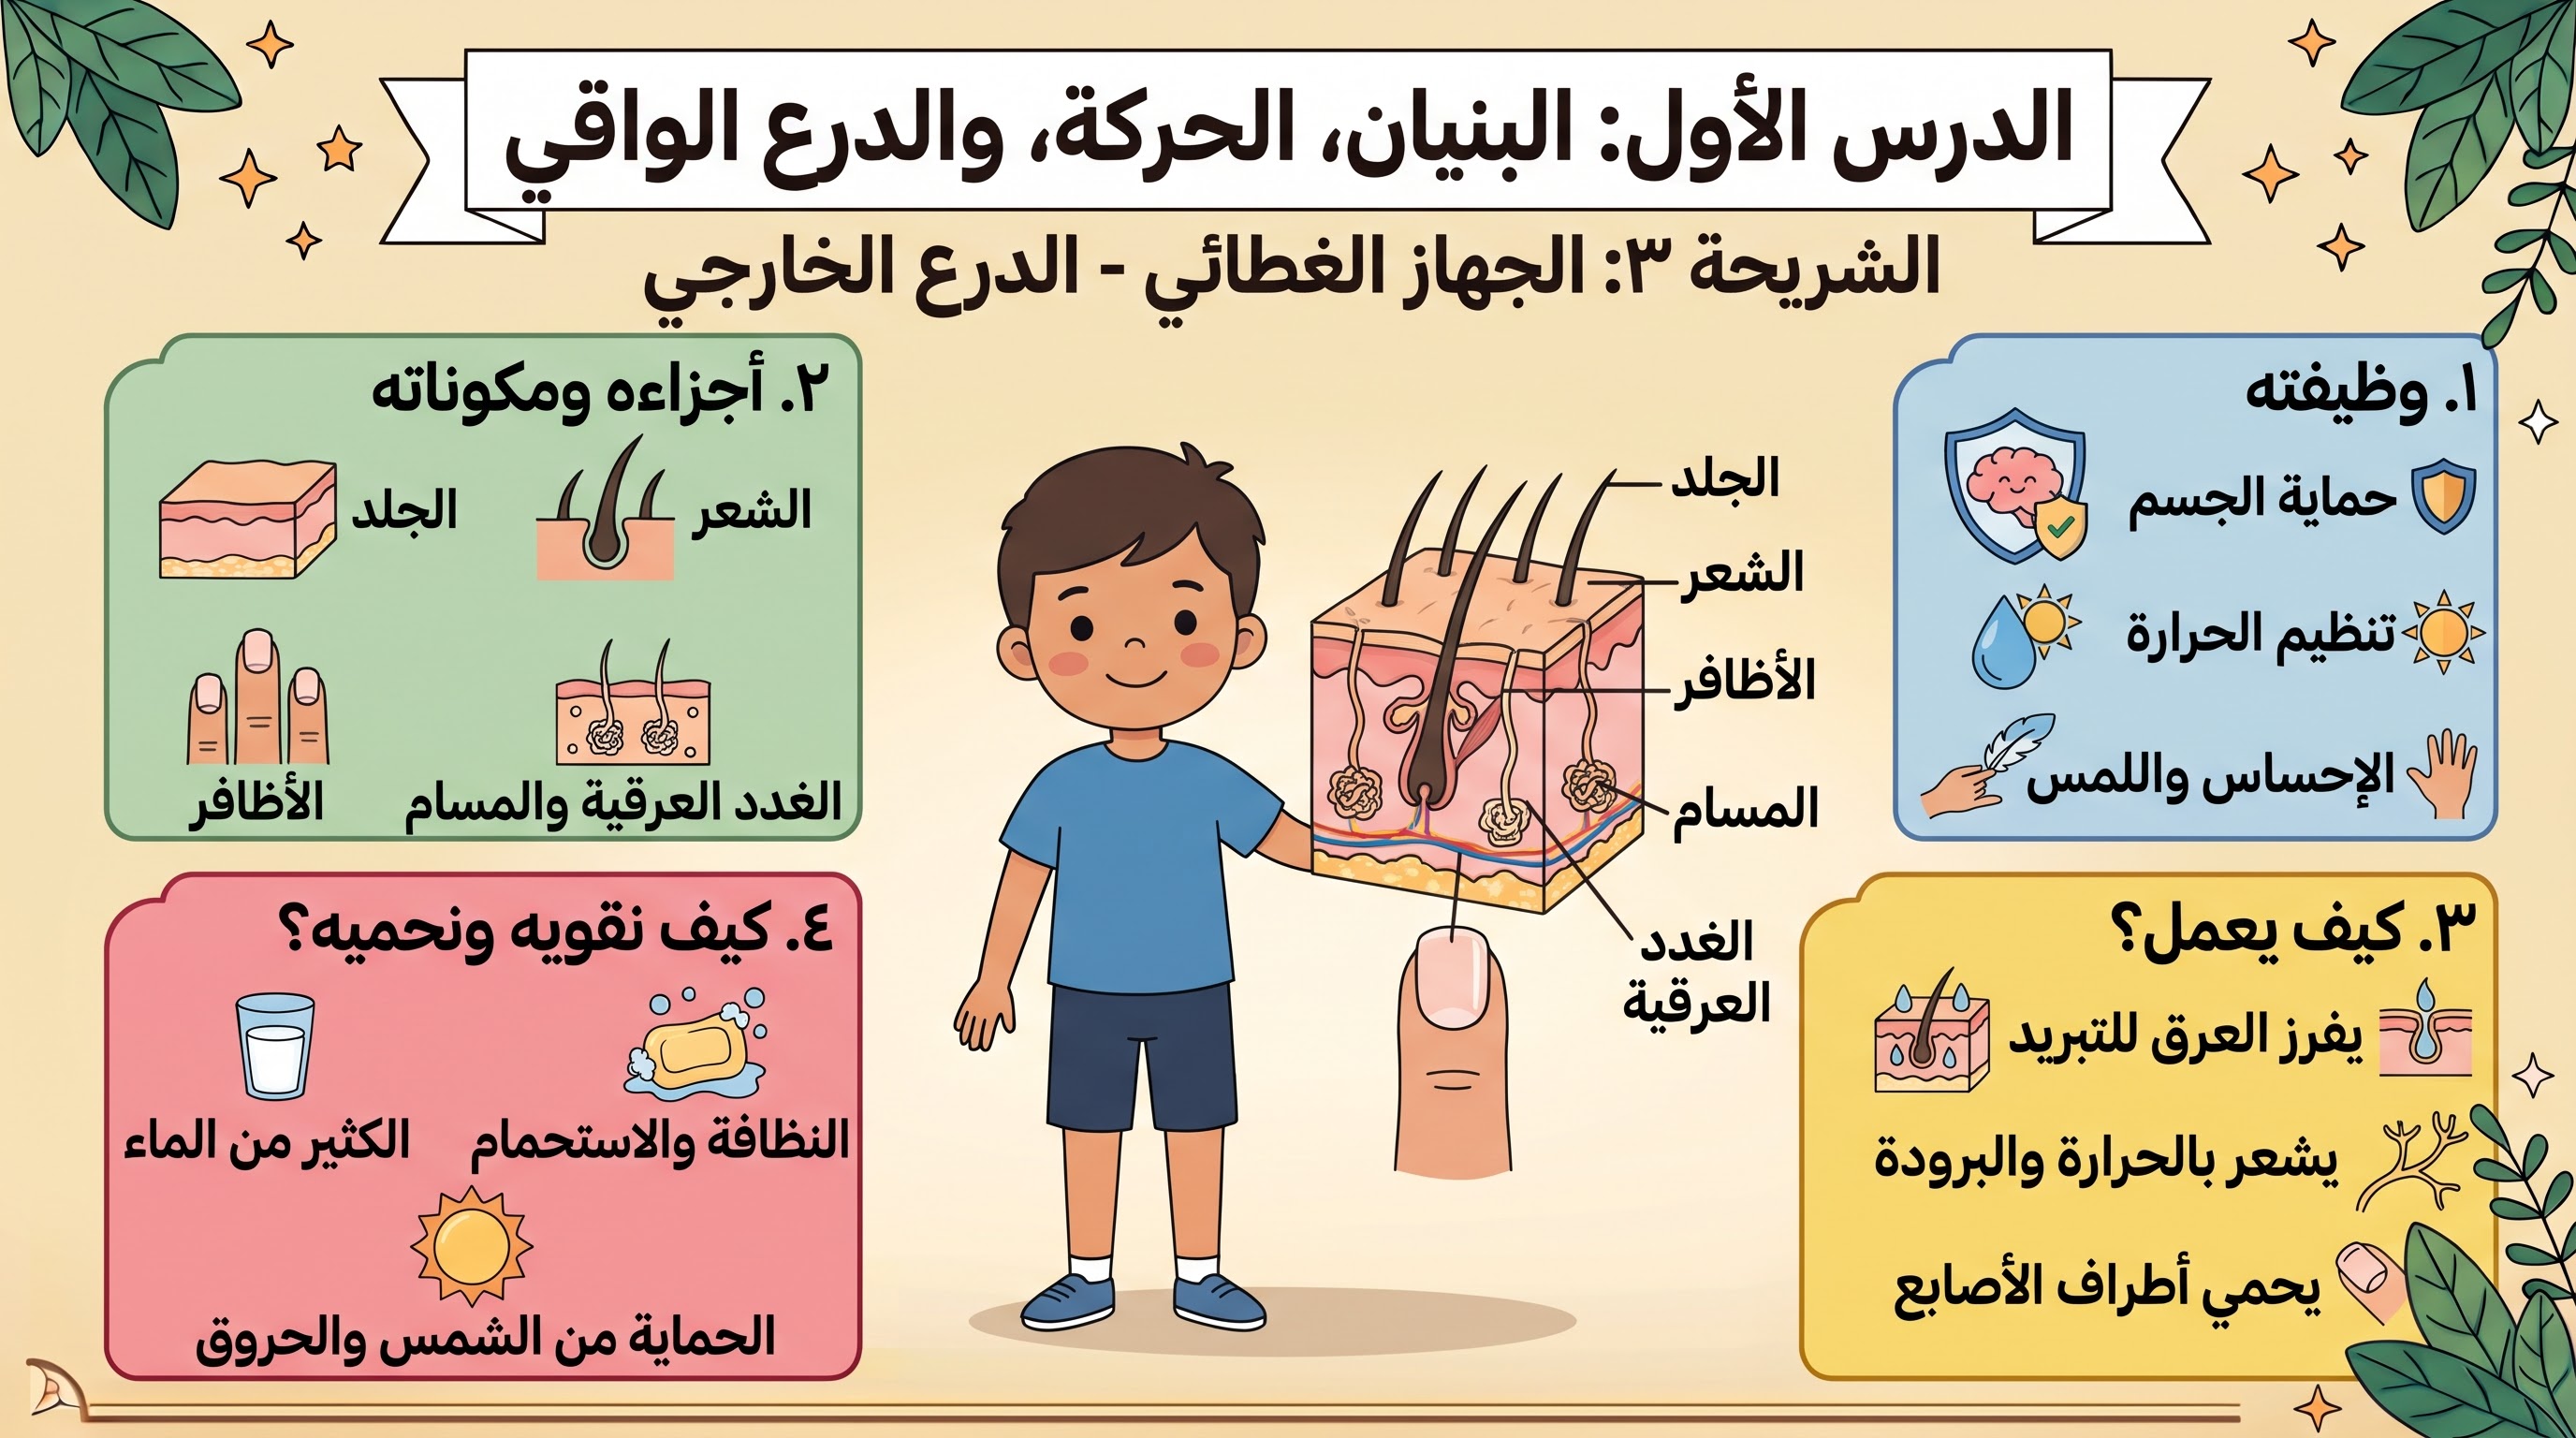 الدرس الأول: البنيان، الحركة، والدرع الواقي
الشريحة ٣: الجهاز الغطائي - الدرع الخارجي
١. وظيفته
حماية الجسم
تنظيم الحرارة
الإحساس واللمس
الجلد
الشعر
الأظافر
المسام
الغدد
العرقية
٢. أجزاءه ومكوناته
الشعر
الجلد
الغدد العرقية والمسام
الأظافر
٣. كيف يعمل؟
يفرز العرق للتبريد
يشعر بالحرارة والبرودة
يحمي أطراف الأصابع
٤. كيف نقويه ونحميه؟
النظافة والاستحمام
الكثير من الماء
الحماية من الشمس والحروق